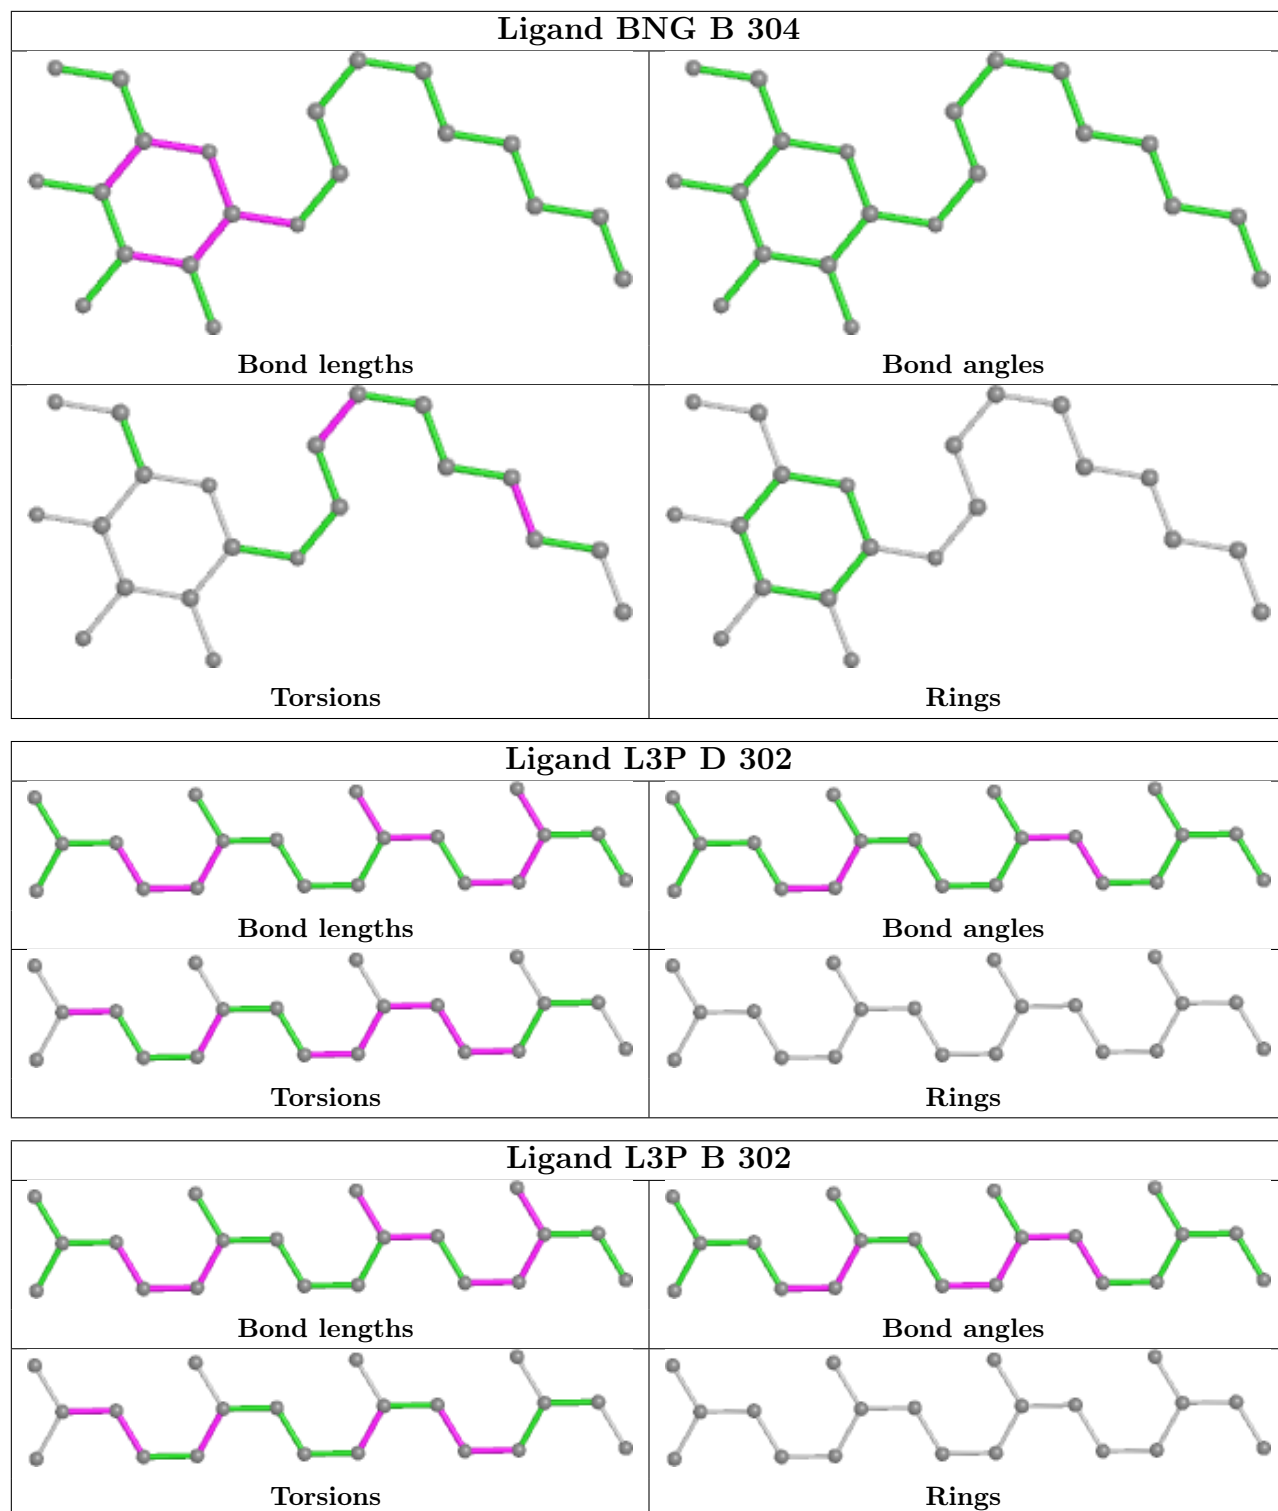 Ligand BNG B 304
Bond lengths
Bond angles
Torsions
Rings
Ligand L3P D 302
Bond lengths
Bond angles
Torsions
Rings
Ligand L3P B 302
Bond lengths
Bond angles
Torsions
Rings